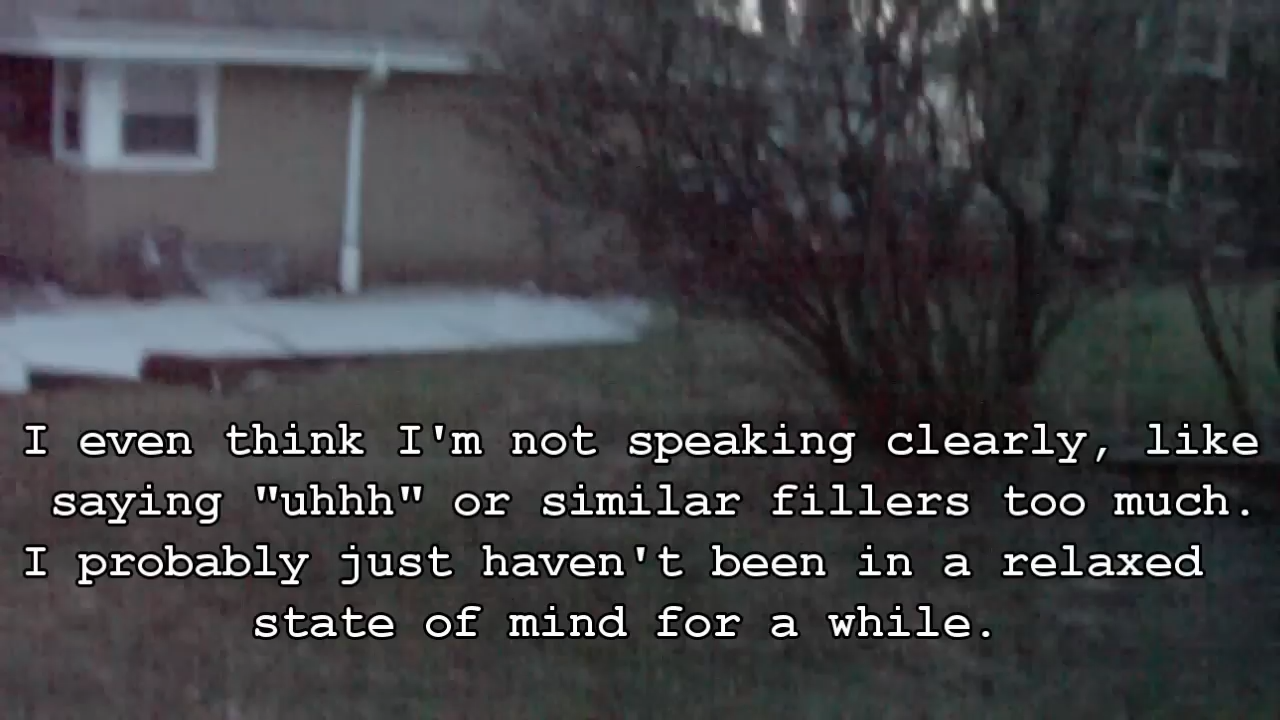 I even think I'm not speaking clearly, like
saying "uhhh" or similar fillers too much.
I probably just haven't been in a relaxed
state of mind for a while.